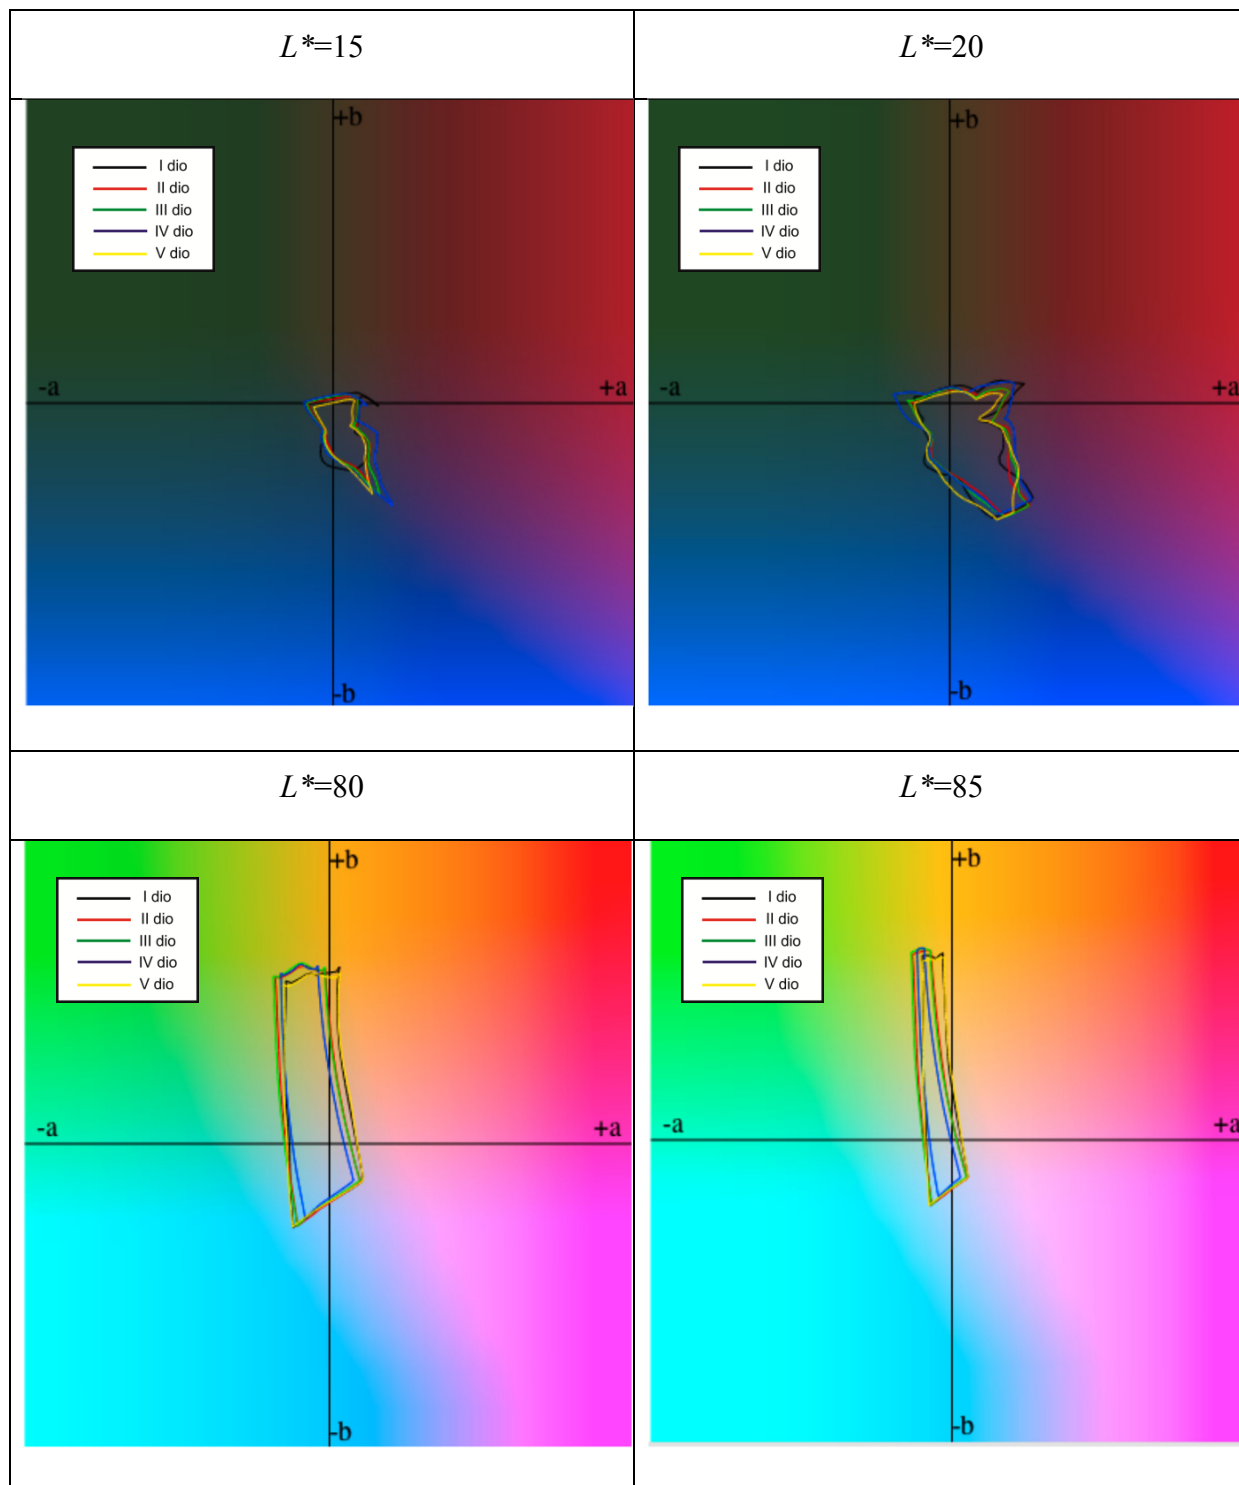 L*=15
L*=20
+b
I dio
II dio
III dio
IV dio
V dio
-a
+a
-b
+b
I dio
II dio
III dio
IV dio
V dio
-a
+a
-b
L*=80
L*=85
+b
I dio
II dio
III dio
IV dio
V dio
-a
+a
-b
+b
I dio
II dio
III dio
IV dio
V dio
-a
+a
-b